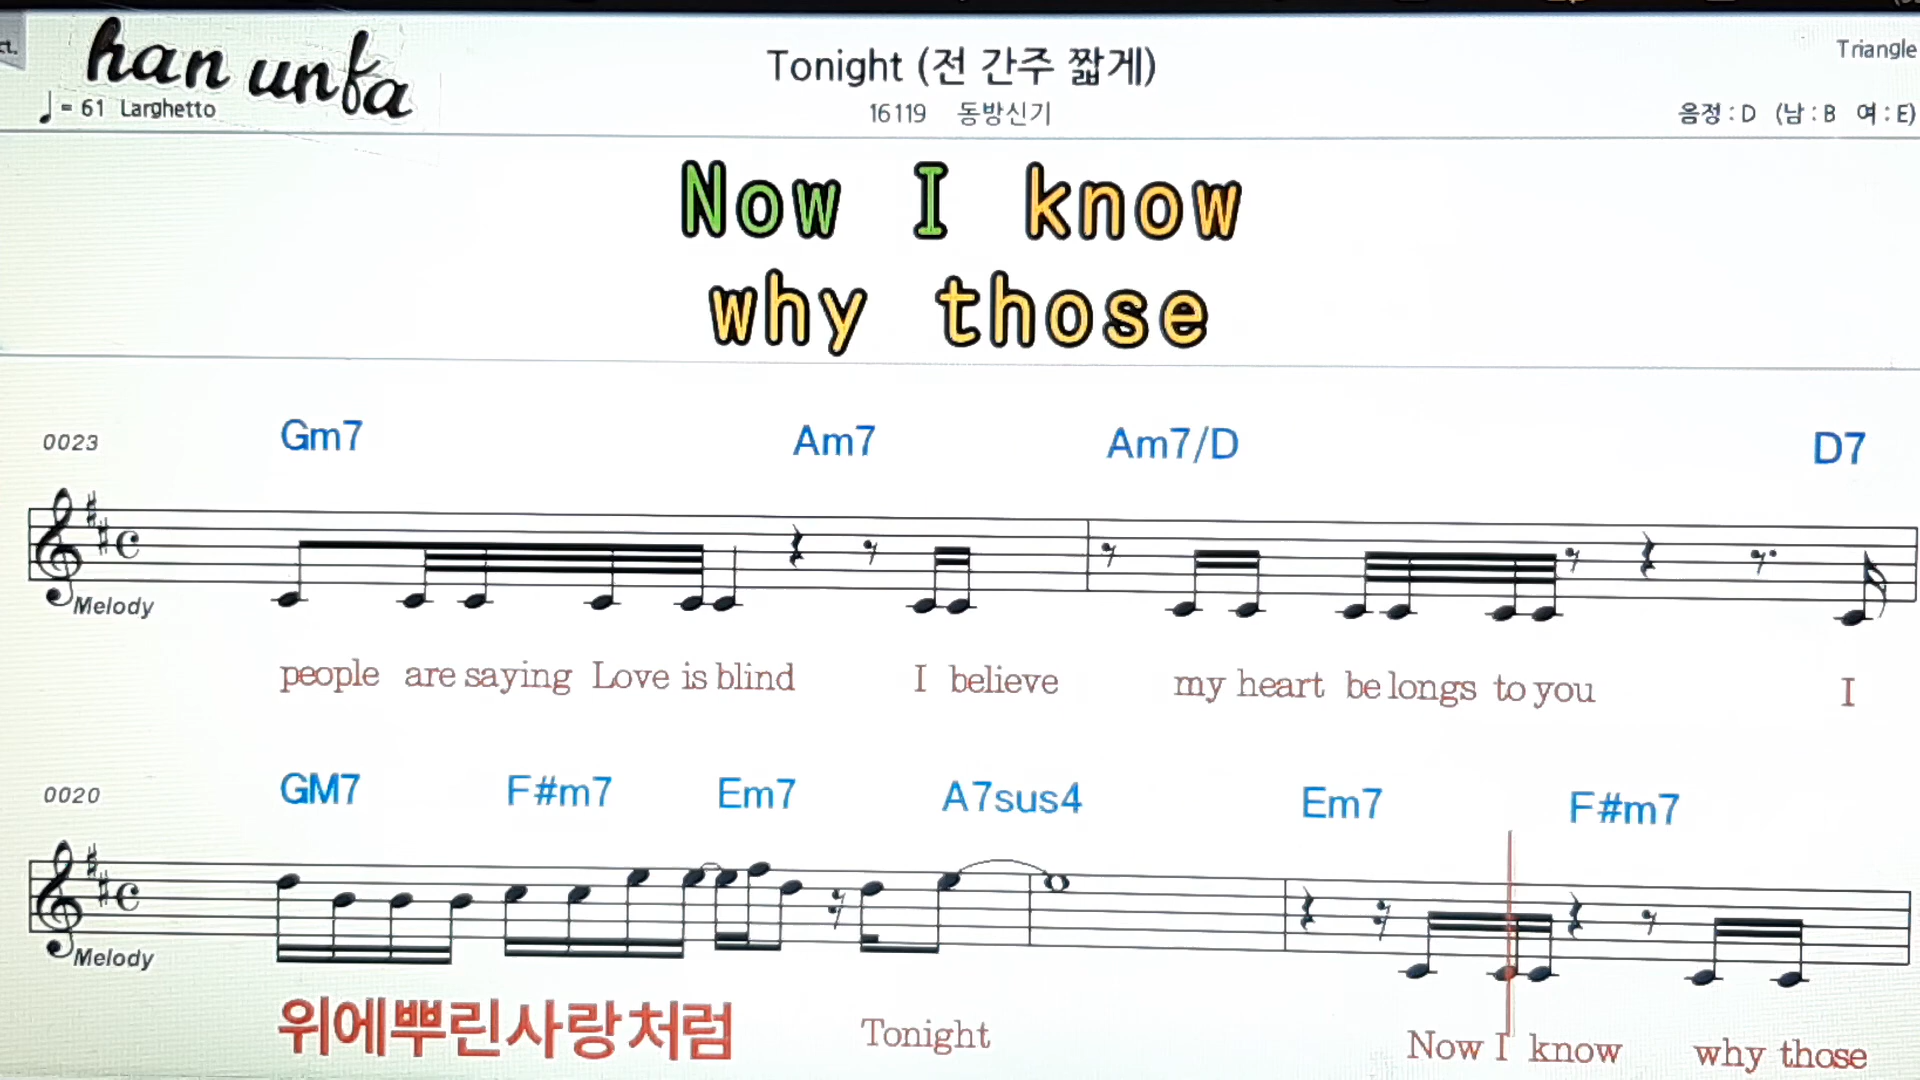 ct.
han unfa
Tonight (전 간주 짧게)
Triangle
♩= 61 Larghetto
16119 동방신기
음정 : D (남 : B 여 : E)
Now I know
why those
0023 Gm7 Am7 Am7/D D7
Melody
people are saying Love is blind I believe my heart be longs to you I
0020 GM7 F#m7 Em7 A7sus4 Em7 F#m7
Melody
위에뿌린사랑처럼 Tonight Now I know why those